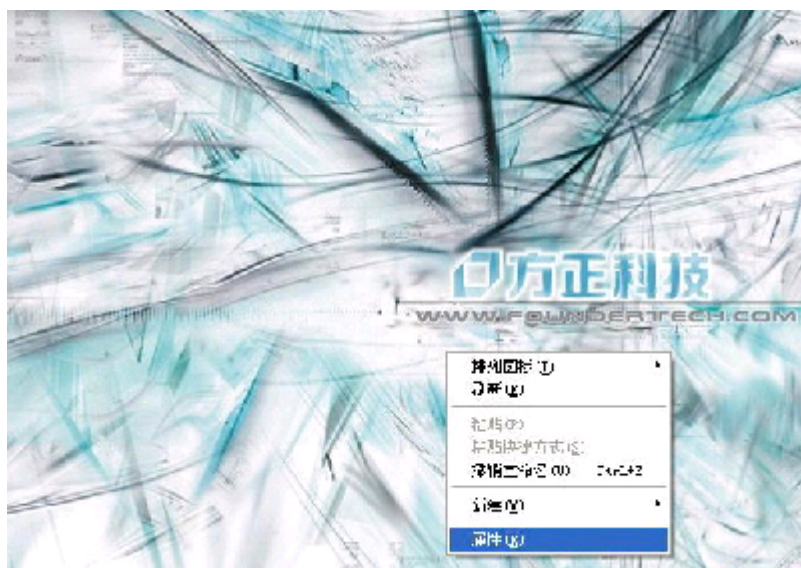 方正科技
WWW.FOUNDERTECH.COM
排列图标(I)
刷新(E)
粘贴(P)
粘贴快捷方式(S)
撤销重命名(U) Ctrl+Z
新建(W)
属性(R)